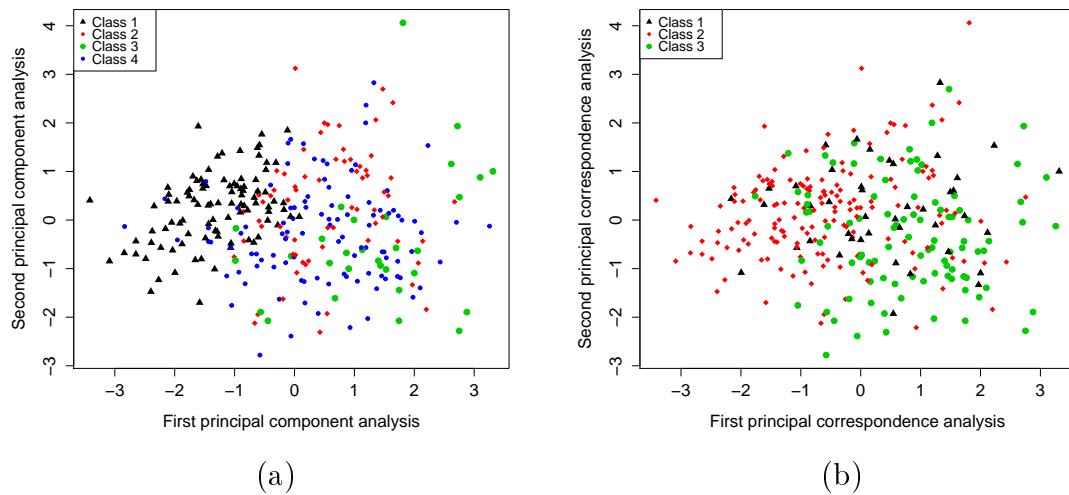 Class 1
Class 2
Class 3
Class 4
4
3
2
1
0
−1
−2
−3
Second principal component analysis
−3 −2 −1 0 1 2 3
First principal component analysis
(a)
Class 1
Class 2
Class 3
4
3
2
1
0
−1
−2
−3
Second principal correspondence analysis
−3 −2 −1 0 1 2 3
First principal correspondence analysis
(b)